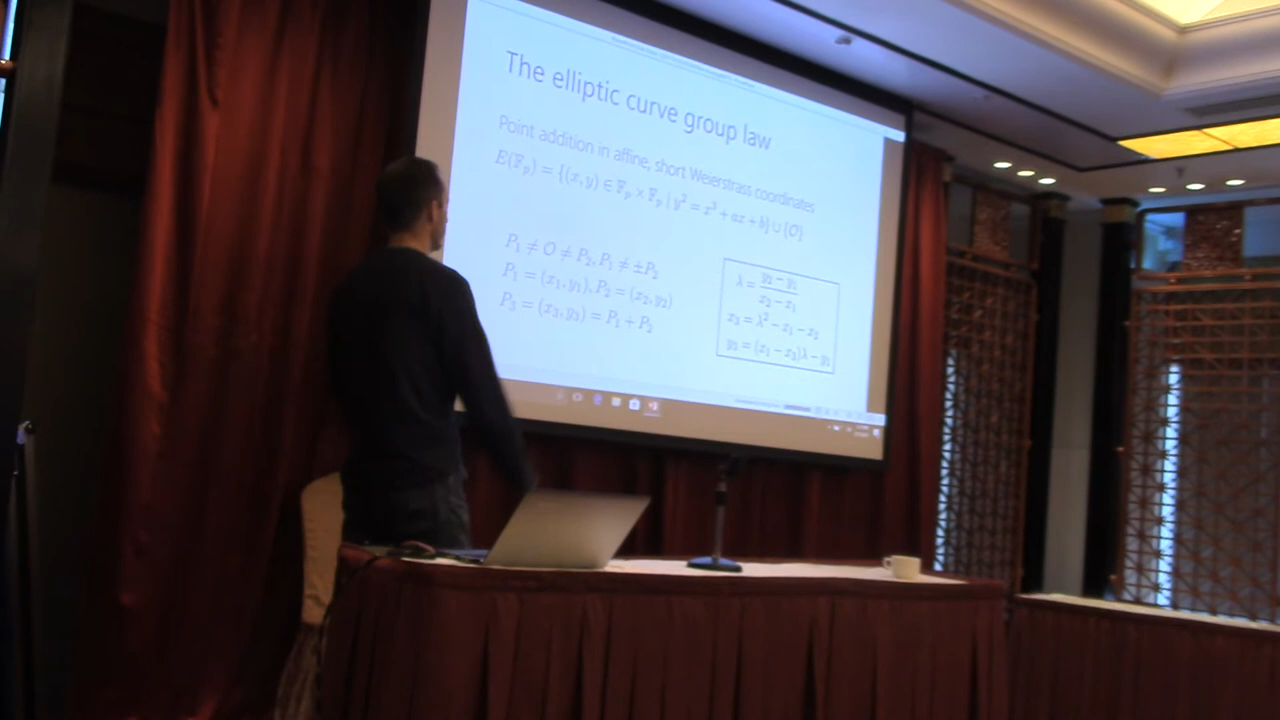 The elliptic curve group law
Point addition in affine, short Weierstrass coordinates
E(𝔽ₚ) = {(x, y) ∈ 𝔽ₚ × 𝔽ₚ | y² = x³ + ax + b} ∪ {O}
P₁ ≠ O ≠ P₂, P₁ ≠ ±P₂
P₁ = (x₁, y₁), P₂ = (x₂, y₂)
P₃ = (x₃, y₃) = P₁ + P₂
λ = (y₂ − y₁)/(x₂ − x₁)
x₃ = λ² − x₁ − x₂
y₃ = (x₁ − x₃)λ − y₁